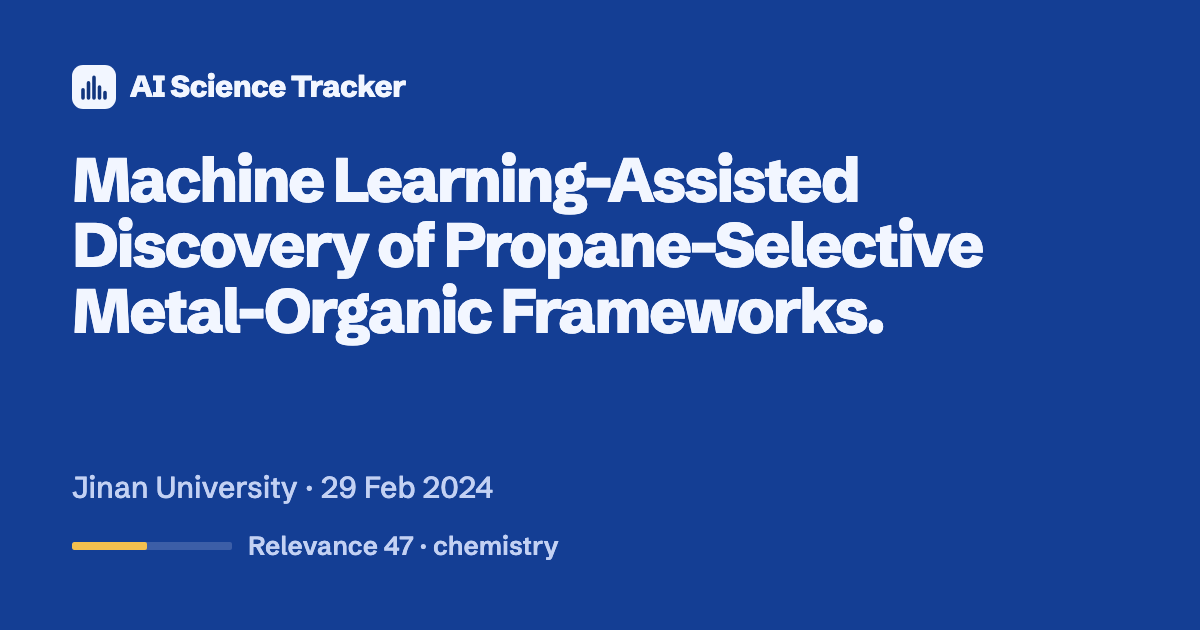 AI Science Tracker
Machine Learning-Assisted
Discovery of Propane-Selective
Metal-Organic Frameworks.
Jinan University · 29 Feb 2024
Relevance 47 · chemistry